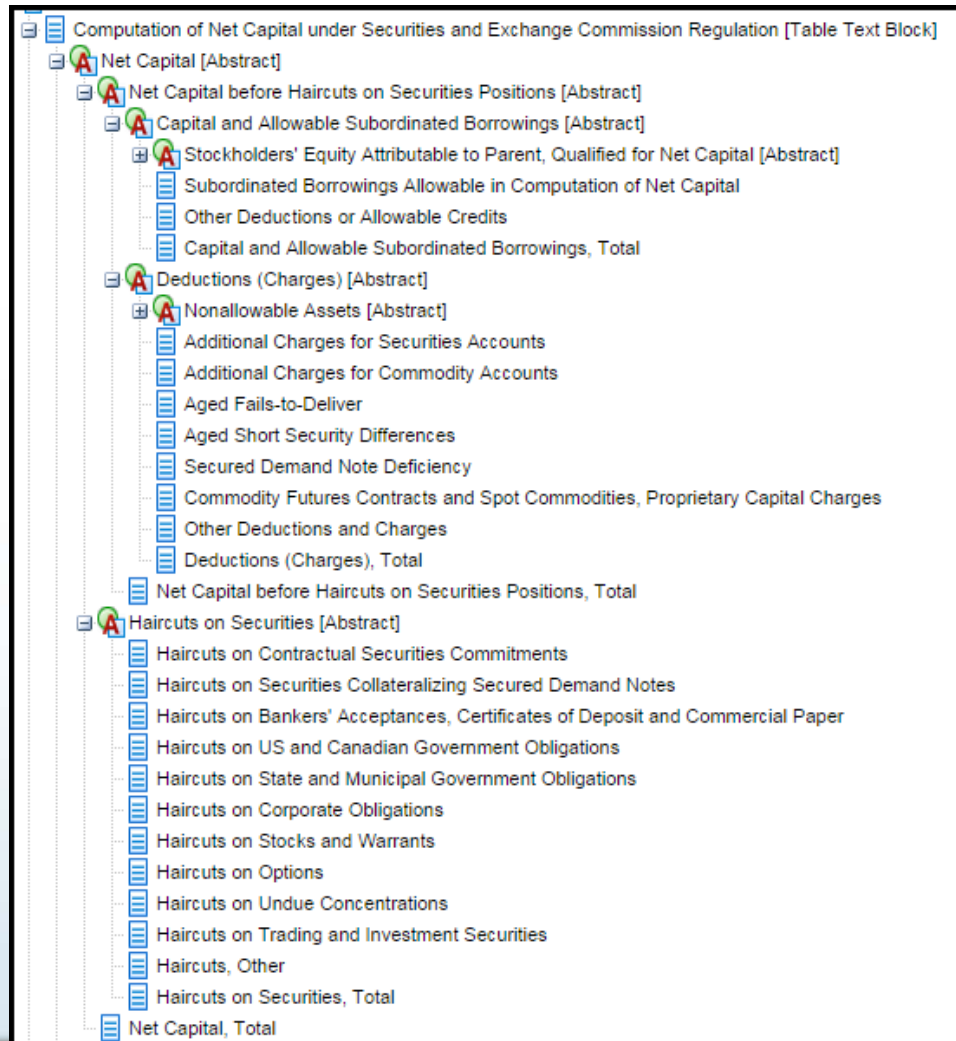 Computation of Net Capital under Securities and Exchange Commission Regulation [Table Text Block]
Net Capital [Abstract]
Net Capital before Haircuts on Securities Positions [Abstract]
Capital and Allowable Subordinated Borrowings [Abstract]
Stockholders' Equity Attributable to Parent, Qualified for Net Capital [Abstract]
Subordinated Borrowings Allowable in Computation of Net Capital
Other Deductions or Allowable Credits
Capital and Allowable Subordinated Borrowings, Total
Deductions (Charges) [Abstract]
Nonallowable Assets [Abstract]
Additional Charges for Securities Accounts
Additional Charges for Commodity Accounts
Aged Fails-to-Deliver
Aged Short Security Differences
Secured Demand Note Deficiency
Commodity Futures Contracts and Spot Commodities, Proprietary Capital Charges
Other Deductions and Charges
Deductions (Charges), Total
Net Capital before Haircuts on Securities Positions, Total
Haircuts on Securities [Abstract]
Haircuts on Contractual Securities Commitments
Haircuts on Securities Collateralizing Secured Demand Notes
Haircuts on Bankers' Acceptances, Certificates of Deposit and Commercial Paper
Haircuts on US and Canadian Government Obligations
Haircuts on State and Municipal Government Obligations
Haircuts on Corporate Obligations
Haircuts on Stocks and Warrants
Haircuts on Options
Haircuts on Undue Concentrations
Haircuts on Trading and Investment Securities
Haircuts, Other
Haircuts on Securities, Total
Net Capital, Total